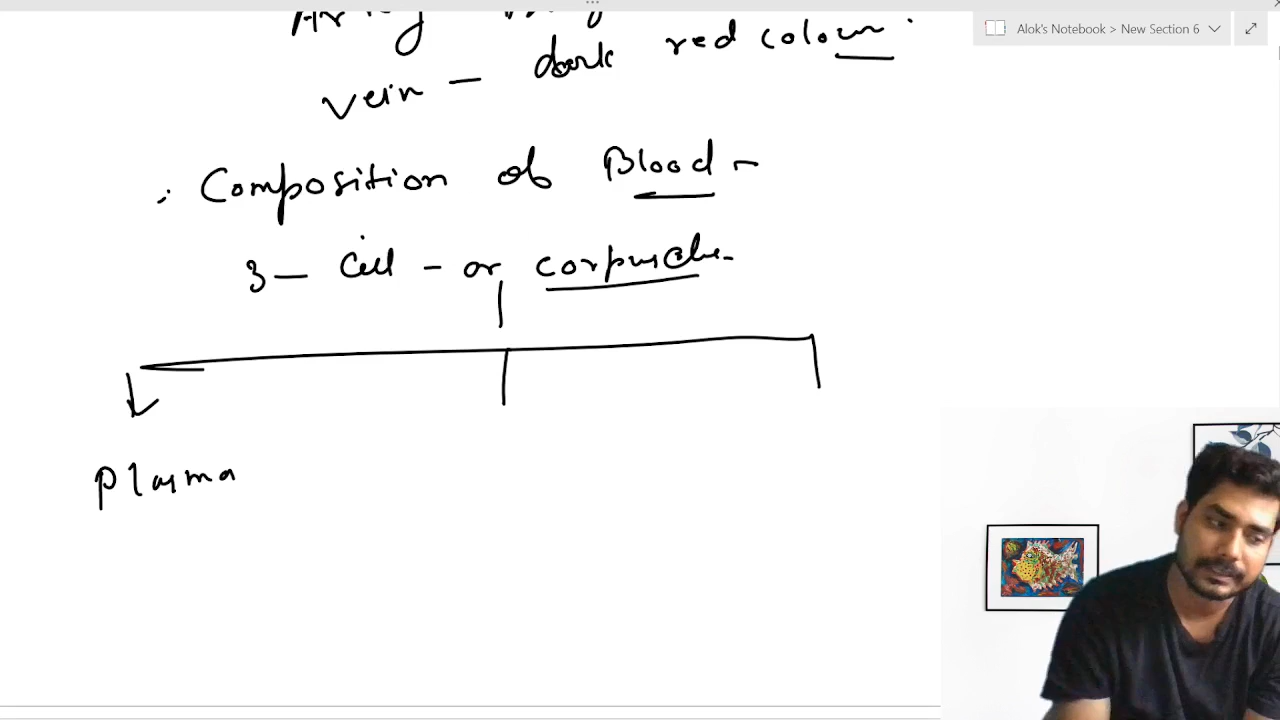 Alok's Notebook > New Section 6
dark red colour.
vein –
Composition of Blood –
3 – Cell – or corpuscle.
Plasma